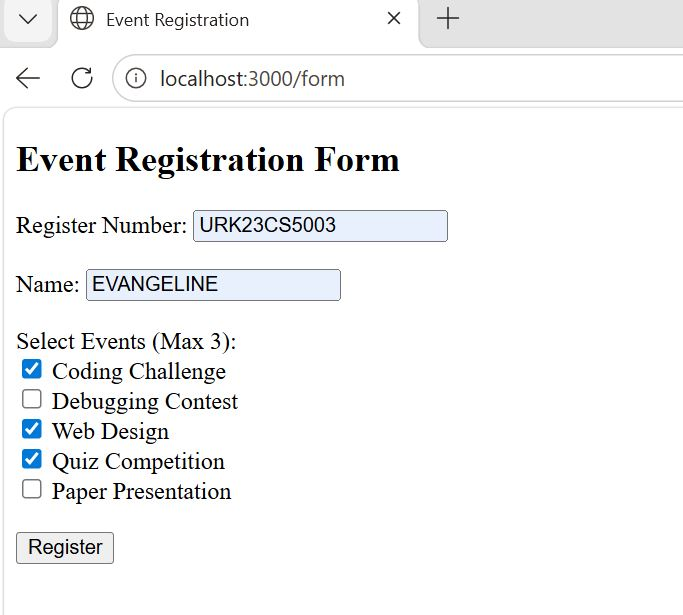 Event Registration
localhost:3000/form
Event Registration Form
Register Number: URK23CS5003
Name: EVANGELINE
Select Events (Max 3):
Coding Challenge
Debugging Contest
Web Design
Quiz Competition
Paper Presentation
Register